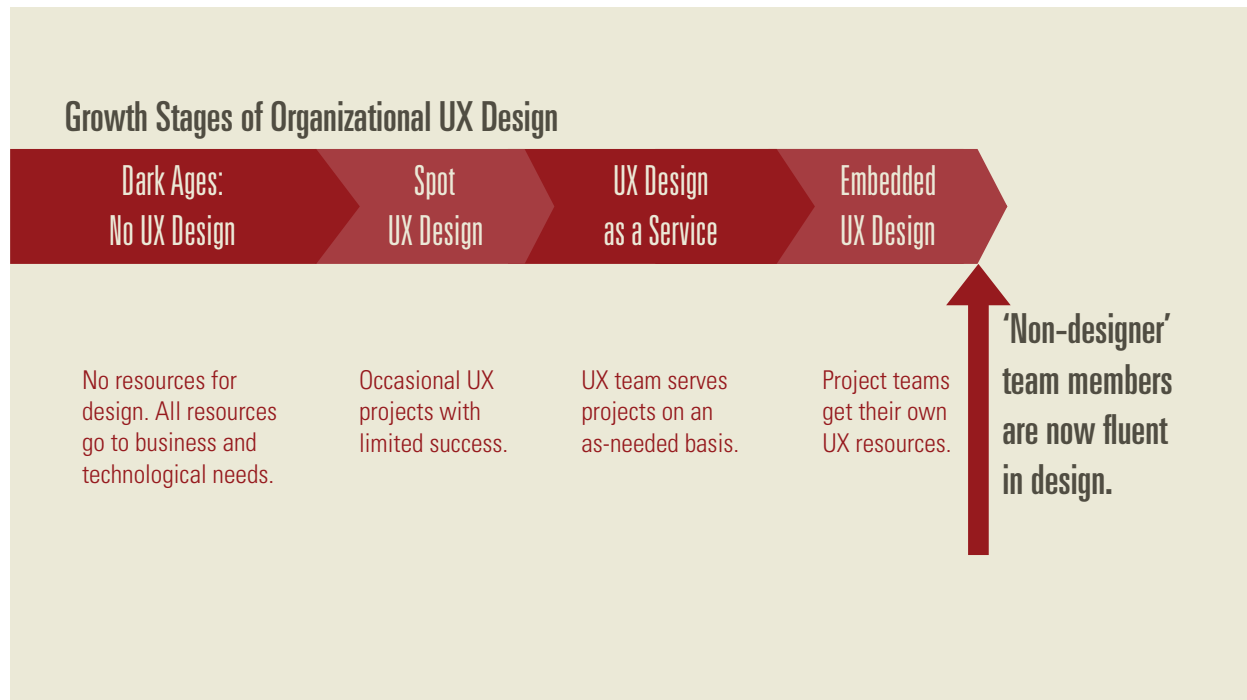 Growth Stages of Organizational UX Design
Dark Ages:
No UX Design
Spot
UX Design
UX Design
as a Service
Embedded
UX Design
No resources for
design. All resources
go to business and
technological needs.
Occasional UX
projects with
limited success.
UX team serves
projects on an
as-needed basis.
Project teams
get their own
UX resources.
‘Non-designer’
team members
are now fluent
in design.